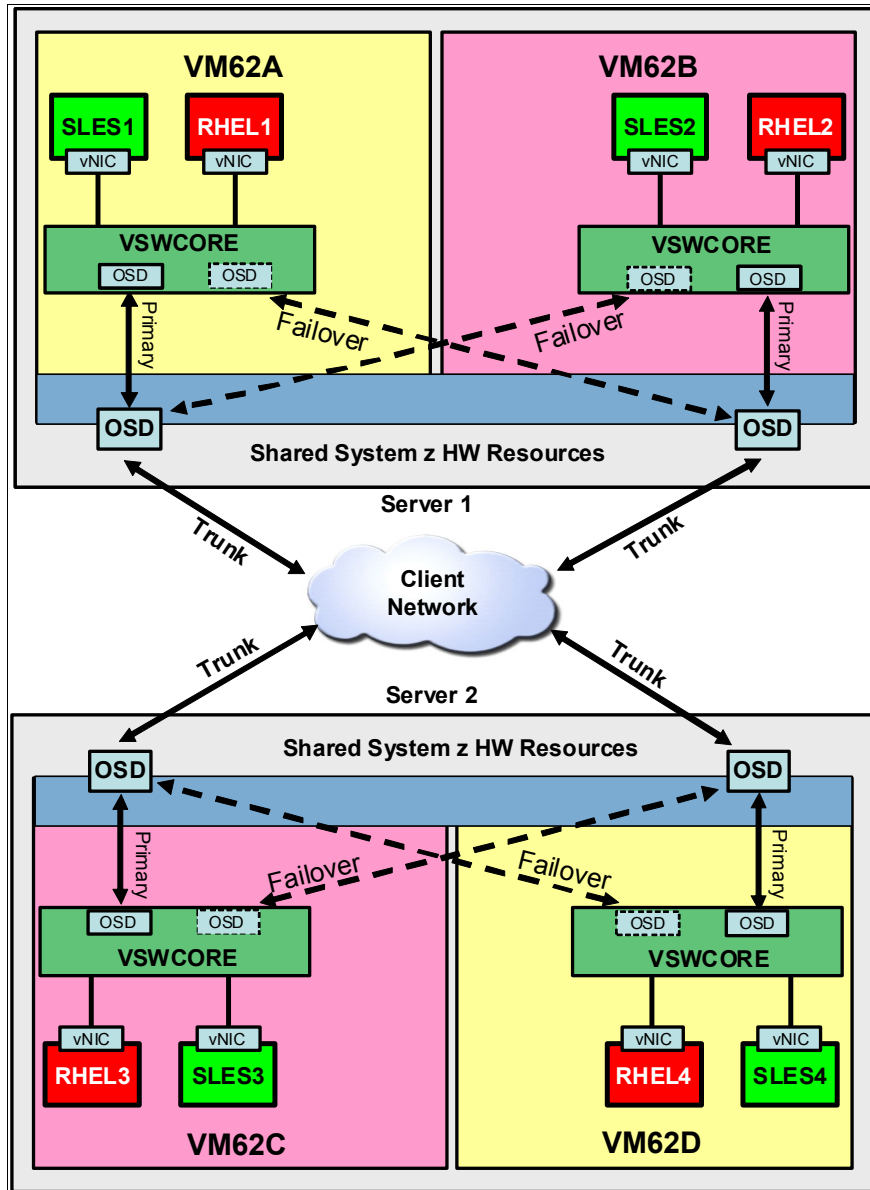 VM62A
VM62B
SLES1
RHEL1
SLES2
RHEL2
vNIC
vNIC
vNIC
vNIC
VSWCORE
VSWCORE
OSD
OSD
OSD
OSD
Primary
Failover
Failover
Primary
OSD
OSD
Shared System z HW Resources
Server 1
Trunk
Trunk
Client
Network
Trunk
Trunk
Server 2
Shared System z HW Resources
OSD
OSD
Primary
Failover
Failover
Primary
OSD
OSD
OSD
OSD
VSWCORE
VSWCORE
vNIC
vNIC
vNIC
vNIC
RHEL3
SLES3
RHEL4
SLES4
VM62C
VM62D